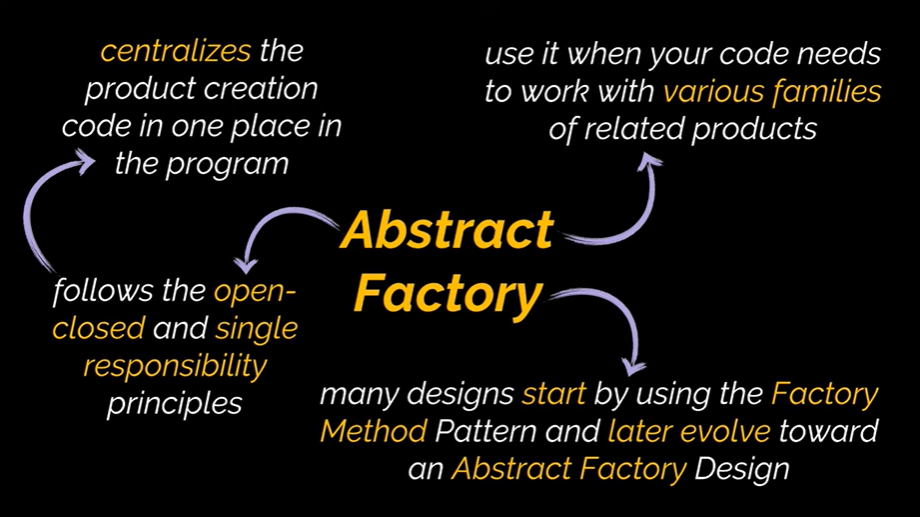 centralizes the
product creation
code in one place in
the program
use it when your code needs
to work with various families
of related products
Abstract
Factory
follows the open-
closed and single
responsibility
principles
many designs start by using the Factory
Method Pattern and later evolve toward
an Abstract Factory Design